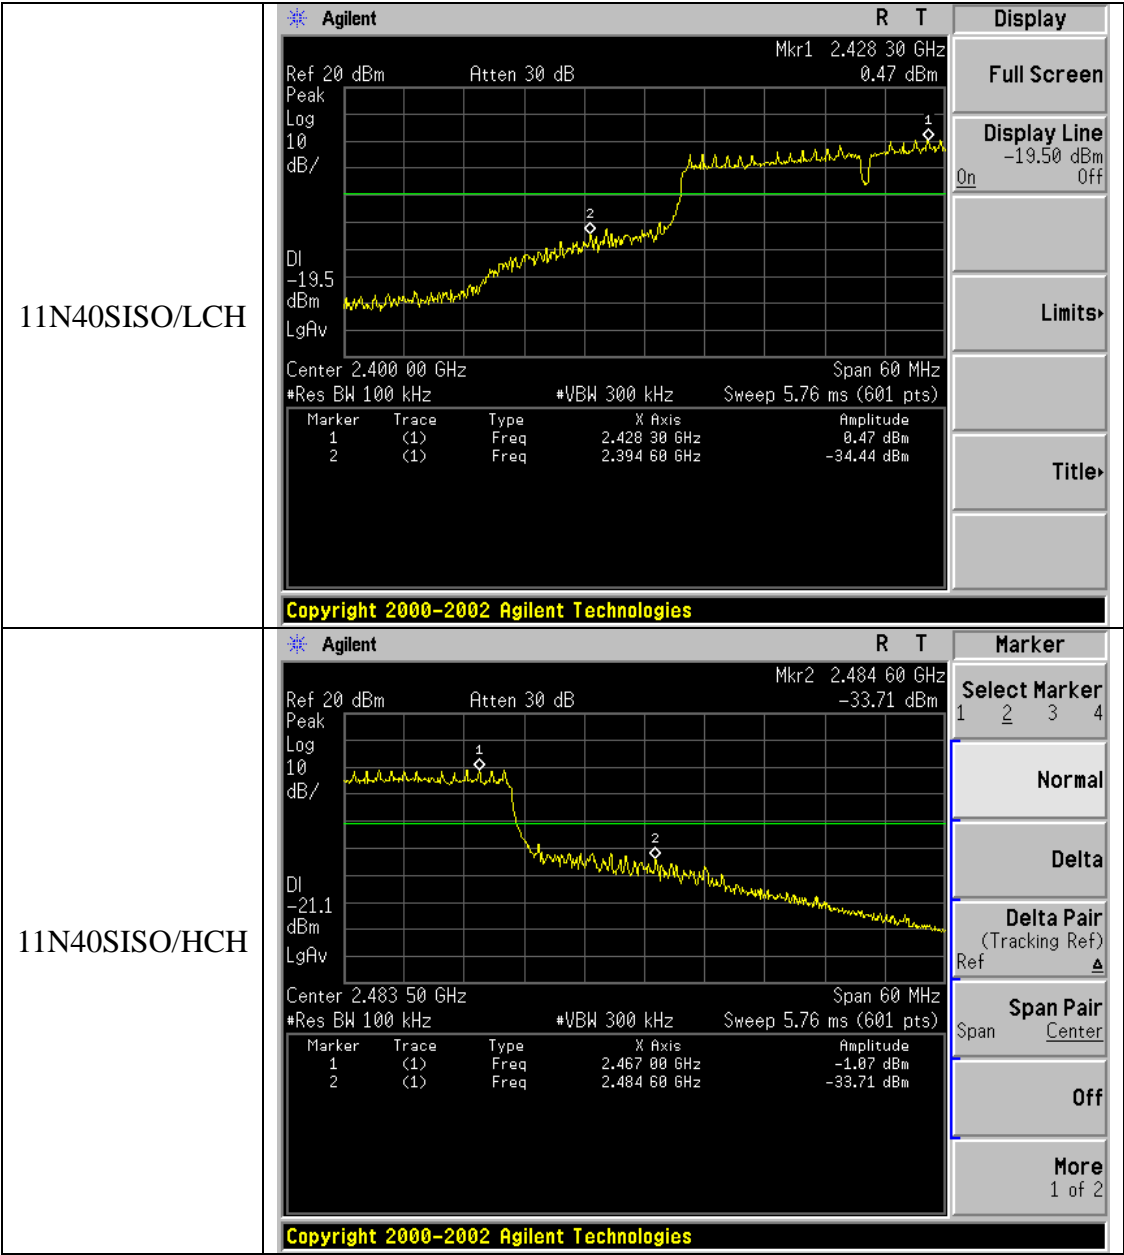 11N40SISO/LCH
Agilent R T Display
Mkr1 2.428 30 GHz
Ref 20 dBm Atten 30 dB 0.47 dBm
Peak
Log
10
dB/
1
2
DI
-19.5
dBm
LgAv
Center 2.400 00 GHz Span 60 MHz
#Res BW 100 kHz #VBW 300 kHz Sweep 5.76 ms (601 pts)
Marker Trace Type X Axis Amplitude
1 (1) Freq 2.428 30 GHz 0.47 dBm
2 (1) Freq 2.394 60 GHz -34.44 dBm
Full Screen
Display Line
-19.50 dBm
On Off
Limits▸
Title▸
Copyright 2000-2002 Agilent Technologies
11N40SISO/HCH
Agilent R T Marker
Mkr2 2.484 60 GHz
Ref 20 dBm Atten 30 dB -33.71 dBm
Peak
Log
10
dB/
1
2
DI
-21.1
dBm
LgAv
Center 2.483 50 GHz Span 60 MHz
#Res BW 100 kHz #VBW 300 kHz Sweep 5.76 ms (601 pts)
Marker Trace Type X Axis Amplitude
1 (1) Freq 2.467 00 GHz -1.07 dBm
2 (1) Freq 2.484 60 GHz -33.71 dBm
Select Marker
1 2 3 4
Normal
Delta
Delta Pair
(Tracking Ref)
Ref Δ
Span Pair
Span Center
Off
More
1 of 2
Copyright 2000-2002 Agilent Technologies